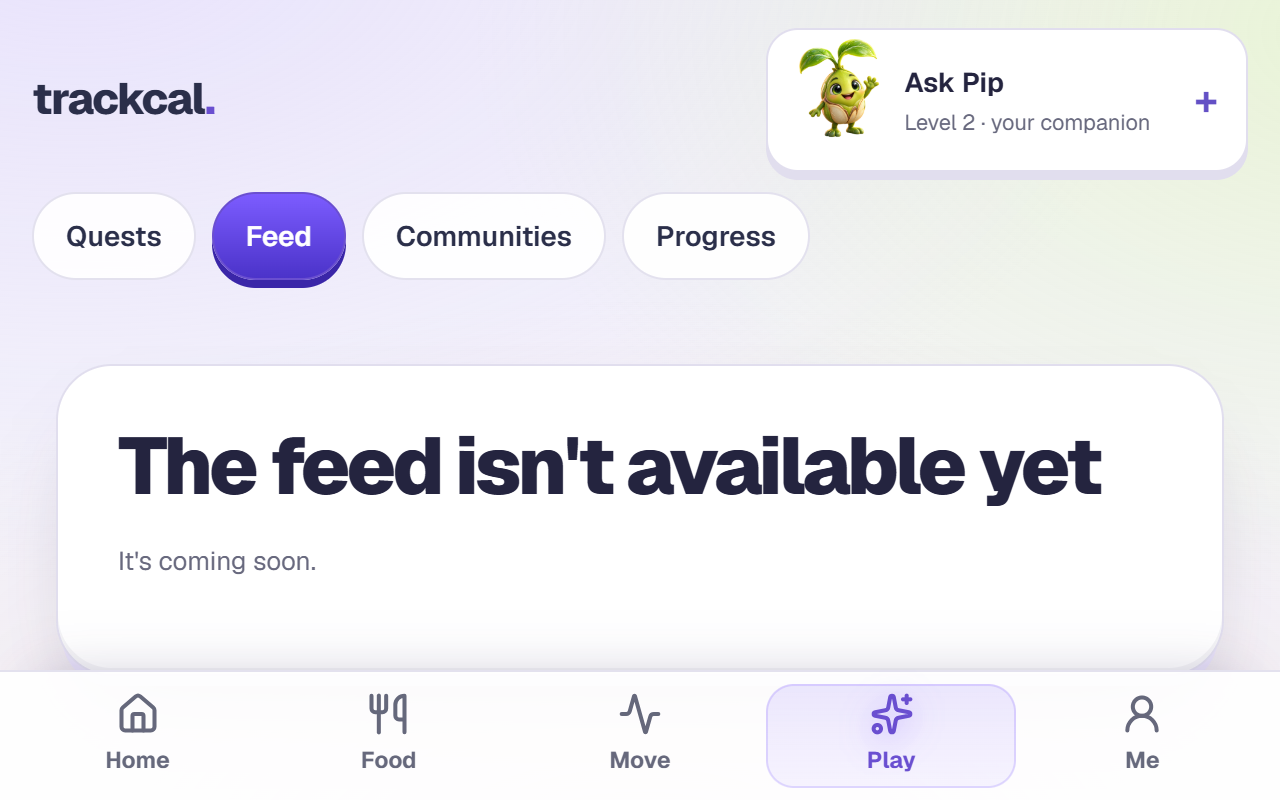 trackcal.
Ask Pip
Level 2 · your companion
+
Quests
Feed
Communities
Progress
The feed isn't available yet
It's coming soon.
Home
Food
Move
Play
Me